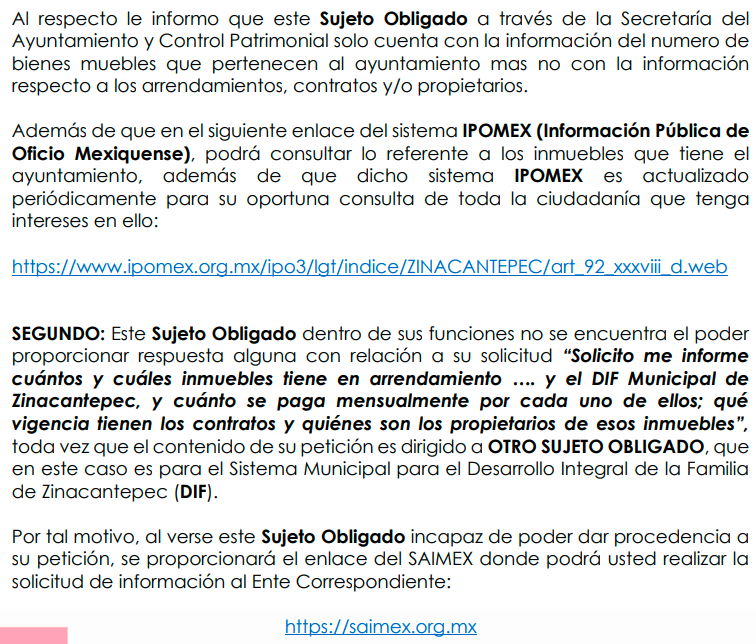 Al respecto le informo que este Sujeto Obligado a través de la Secretaría del
Ayuntamiento y Control Patrimonial solo cuenta con la información del numero de
bienes muebles que pertenecen al ayuntamiento mas no con la información
respecto a los arrendamientos, contratos y/o propietarios.
Además de que en el siguiente enlace del sistema IPOMEX (Información Pública de
Oficio Mexiquense), podrá consultar lo referente a los inmuebles que tiene el
ayuntamiento, además de que dicho sistema IPOMEX es actualizado
periódicamente para su oportuna consulta de toda la ciudadanía que tenga
intereses en ello:
https://www.ipomex.org.mx/ipo3/lgt/indice/ZINACANTEPEC/art_92_xxxviii_d.web
SEGUNDO: Este Sujeto Obligado dentro de sus funciones no se encuentra el poder
proporcionar respuesta alguna con relación a su solicitud “Solicito me informe
cuántos y cuáles inmuebles tiene en arrendamiento …. y el DIF Municipal de
Zinacantepec, y cuánto se paga mensualmente por cada uno de ellos; qué
vigencia tienen los contratos y quiénes son los propietarios de esos inmuebles”,
toda vez que el contenido de su petición es dirigido a OTRO SUJETO OBLIGADO, que
en este caso es para el Sistema Municipal para el Desarrollo Integral de la Familia
de Zinacantepec (DIF).
Por tal motivo, al verse este Sujeto Obligado incapaz de poder dar procedencia a
su petición, se proporcionará el enlace del SAIMEX donde podrá usted realizar la
solicitud de información al Ente Correspondiente:
https://saimex.org.mx